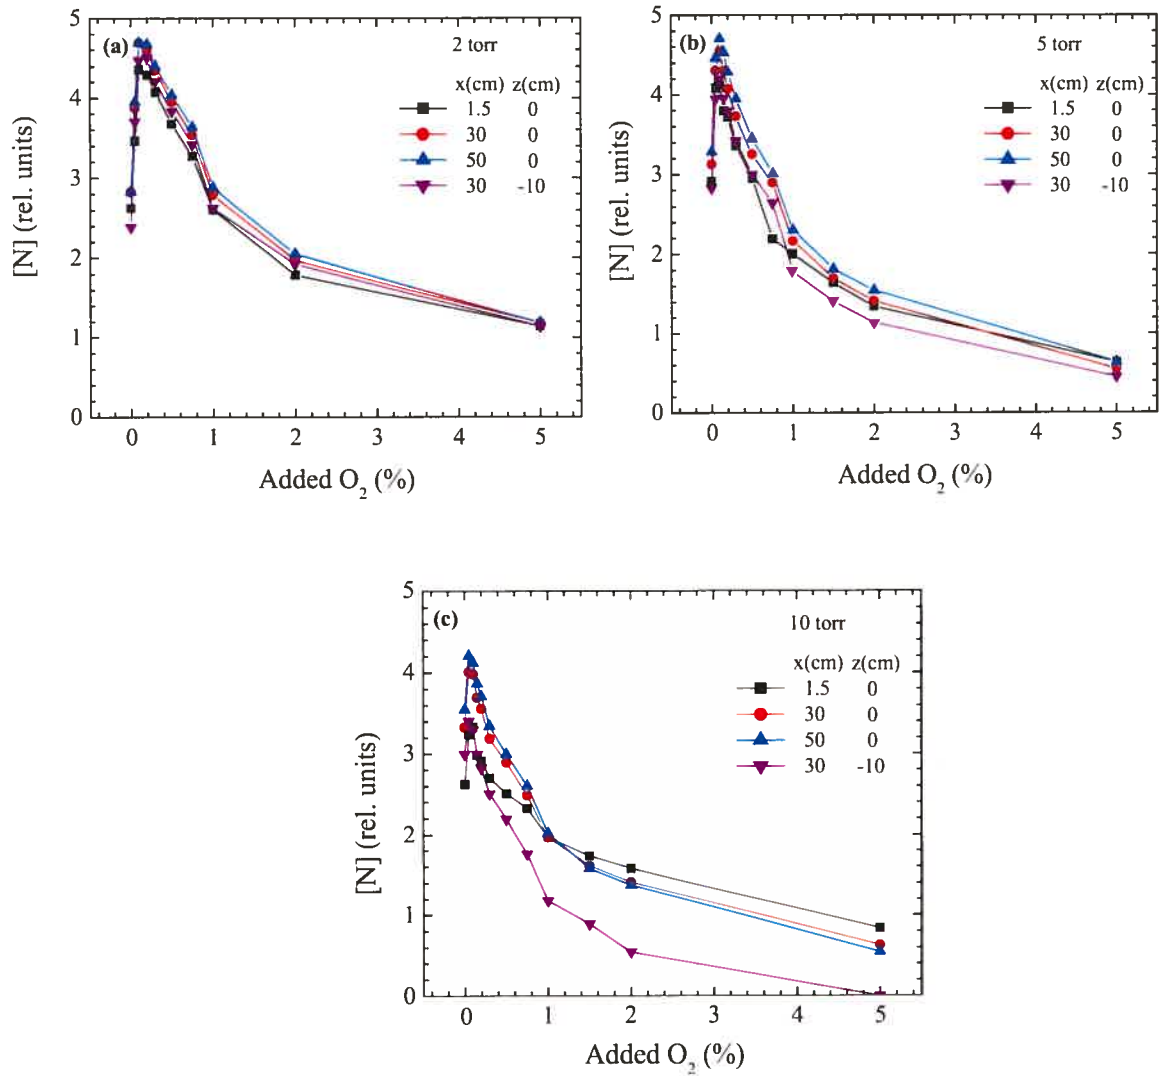 (a) 2 torr
x(cm) z(cm)
1.5 0
30 0
50 0
30 -10
5
4
3
2
1
0
[N] (rel. units)
0 1 2 3 4 5
Added O₂ (%)
(b) 5 torr
x(cm) z(cm)
1.5 0
30 0
50 0
30 -10
5
4
3
2
1
0
[N] (rel. units)
0 1 2 3 4 5
Added O₂ (%)
(c) 10 torr
x(cm) z(cm)
1.5 0
30 0
50 0
30 -10
5
4
3
2
1
0
[N] (rel. units)
0 1 2 3 4 5
Added O₂ (%)